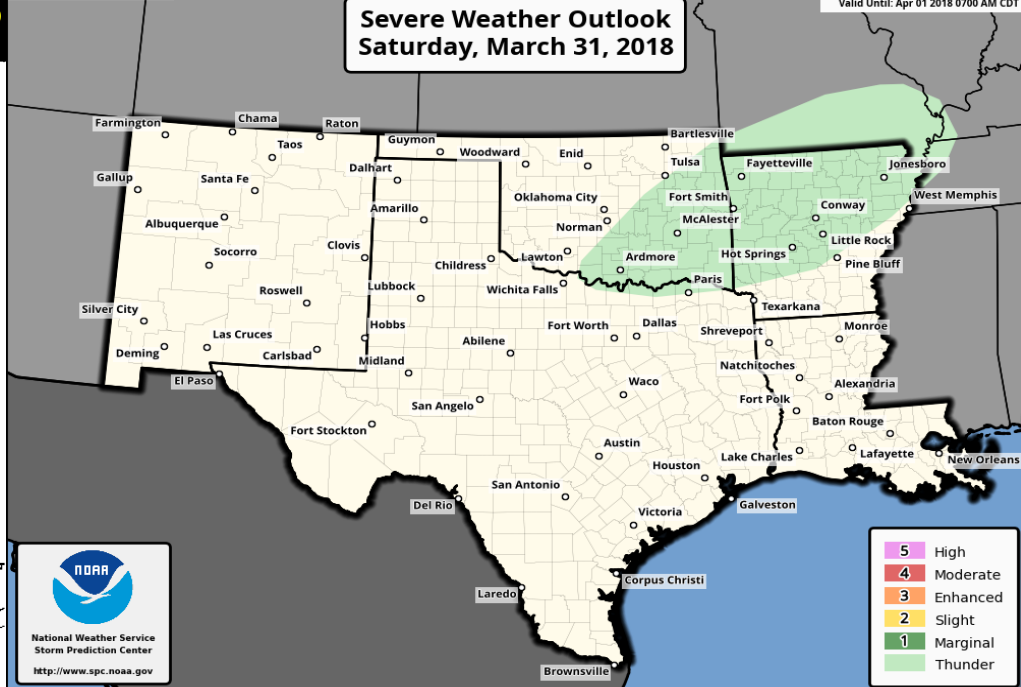 Valid Until: Apr 01 2018 0700 AM CDT
Severe Weather Outlook
Saturday, March 31, 2018
Farmington
Chama
Raton
Guymon
Bartlesville
Taos
Woodward
Enid
Tulsa
Fayetteville
Jonesboro
Gallup
Santa Fe
Dalhart
Oklahoma City
Fort Smith
West Memphis
Albuquerque
Amarillo
Norman
McAlester
Conway
Socorro
Clovis
Childress
Lawton
Ardmore
Hot Springs
Little Rock
Pine Bluff
Roswell
Lubbock
Wichita Falls
Paris
Texarkana
Silver City
Las Cruces
Hobbs
Fort Worth
Dallas
Shreveport
Monroe
Deming
Carlsbad
Midland
Abilene
Natchitoches
El Paso
San Angelo
Waco
Fort Polk
Alexandria
Fort Stockton
Austin
Baton Rouge
Houston
Lake Charles
Lafayette
New Orleans
Del Rio
San Antonio
Galveston
Victoria
Laredo
Corpus Christi
Brownsville
NOAA
National Weather Service
Storm Prediction Center
http://www.spc.noaa.gov
5 High
4 Moderate
3 Enhanced
2 Slight
1 Marginal
Thunder